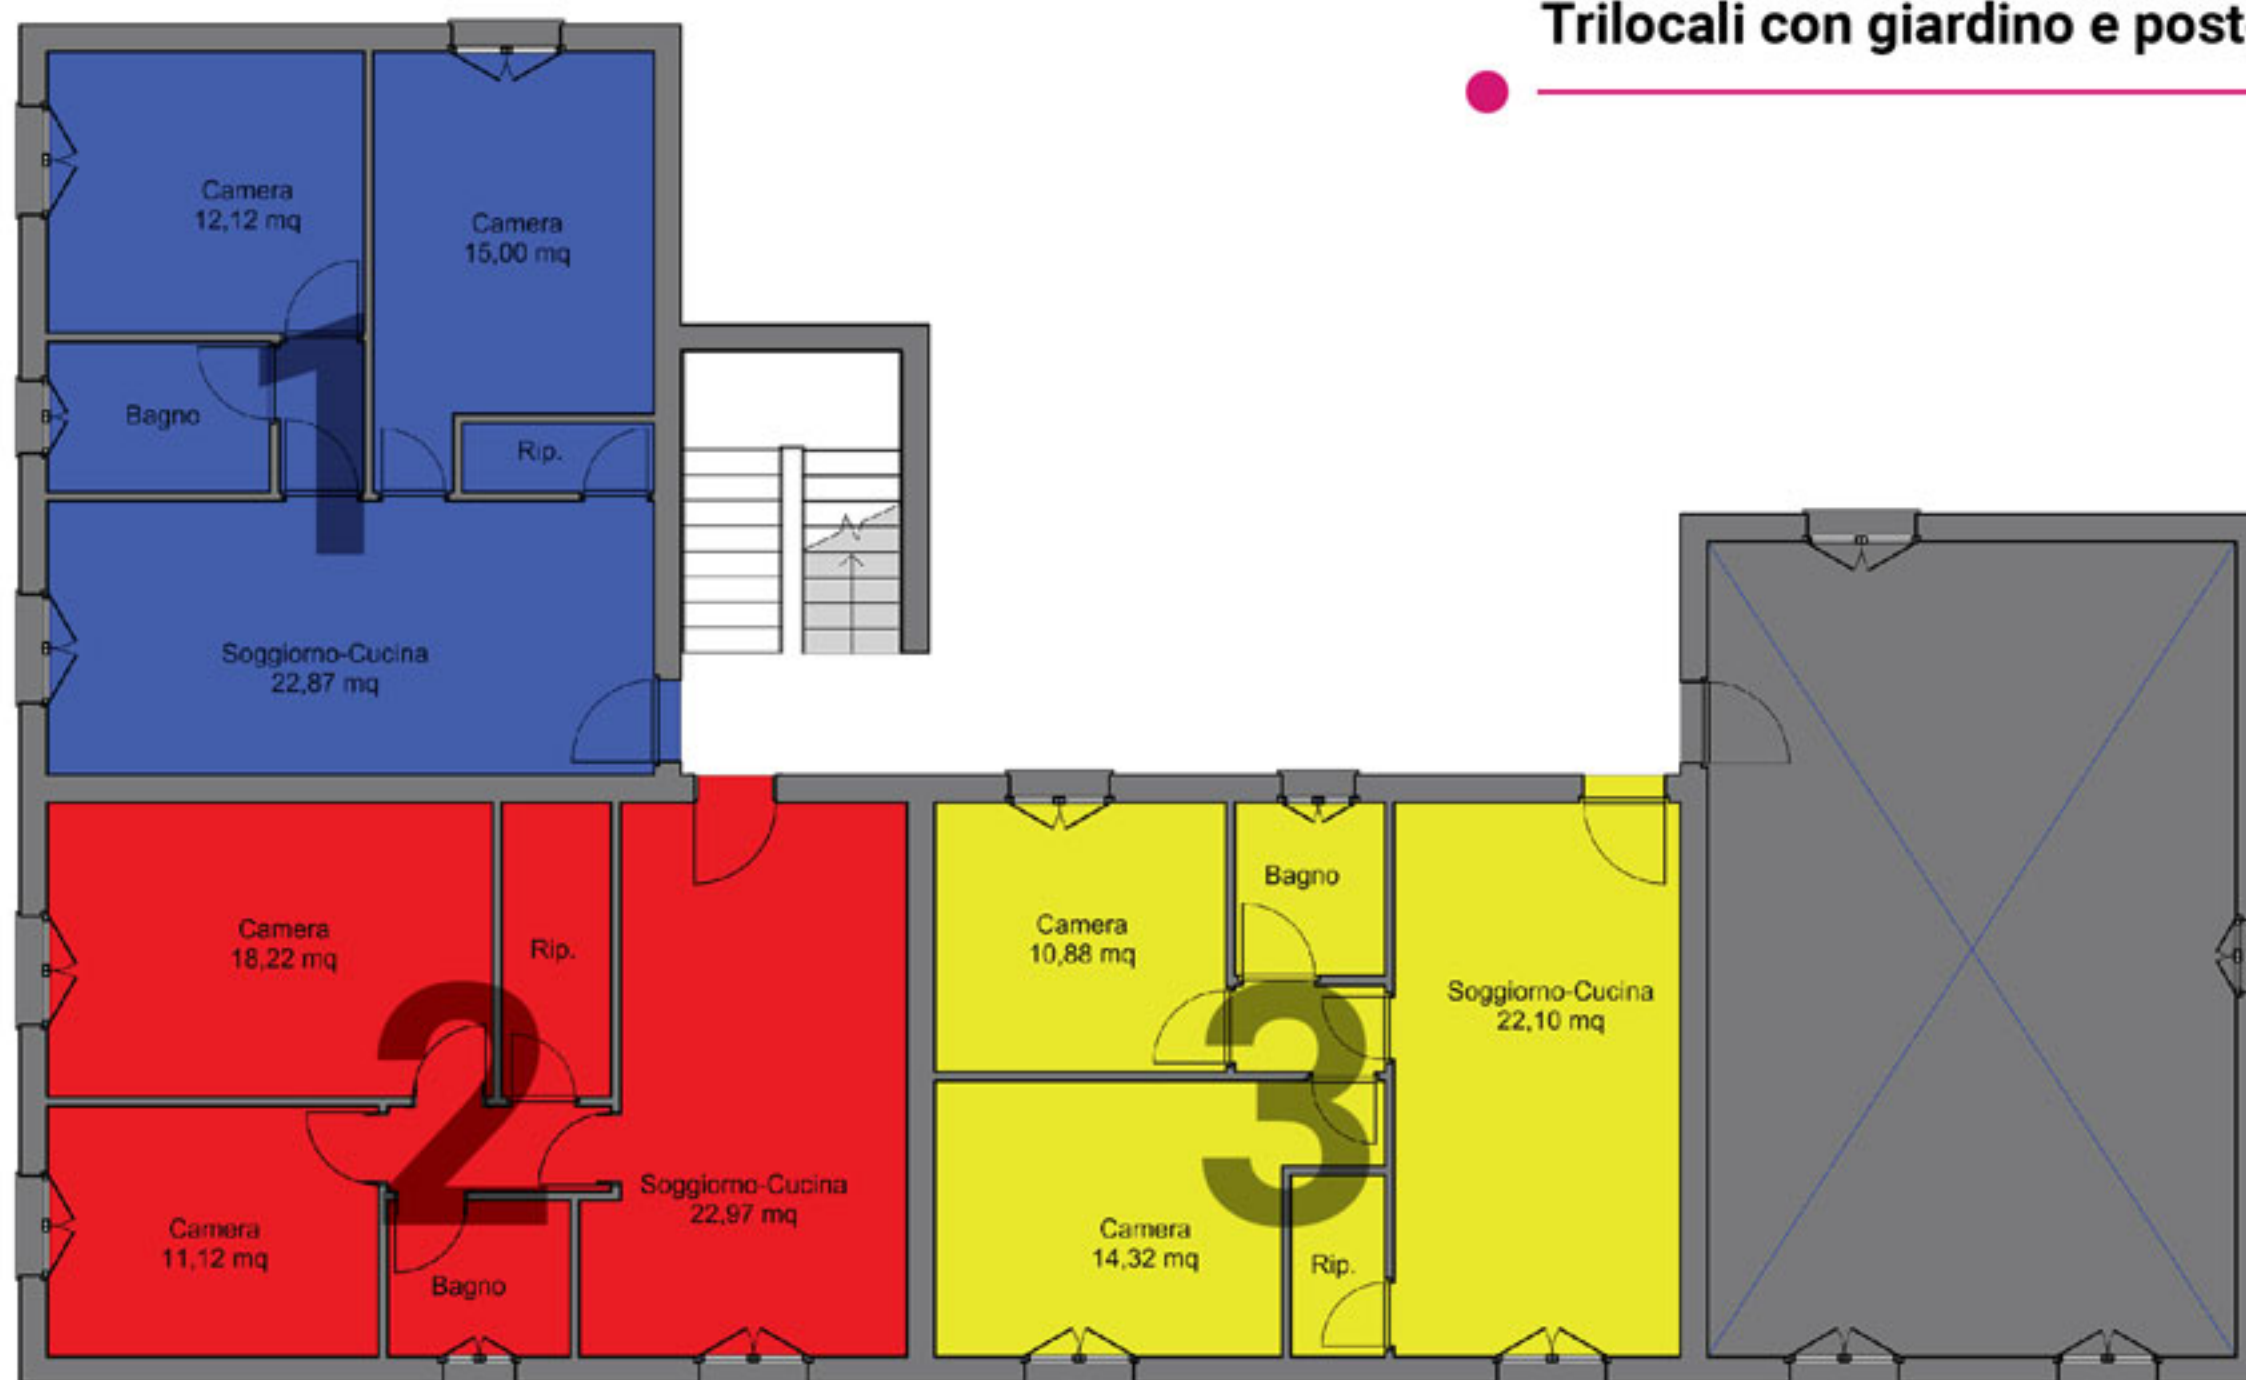 Trilocali con giardino e post
Camera
12,12 mq
Camera
15,00 mq
1
Bagno
Rip.
Soggiorno-Cucina
22,87 mq
Camera
18,22 mq
Rip.
2
Camera
11,12 mq
Bagno
Soggiorno-Cucina
22,97 mq
Camera
10,88 mq
Bagno
Soggiorno-Cucina
22,10 mq
3
Camera
14,32 mq
Rip.